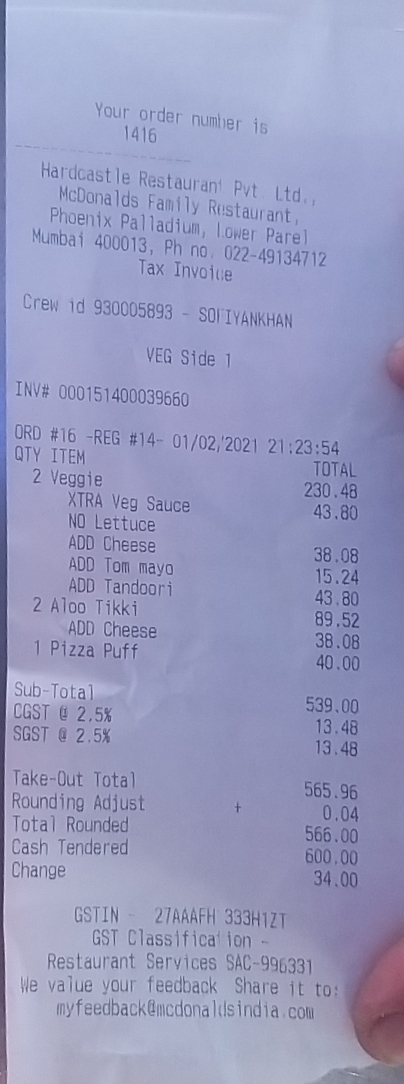 Your order number is
1416
Hardcastle Restaurant Pvt Ltd.,
McDonalds Family Restaurant,
Phoenix Palladium, Lower Parel
Mumbai 400013, Ph no. 022-49134712
Tax Invoice
Crew id 930005893 - SOFIYANKHAN
VEG Side 1
INV# 000151400039660
ORD #16 -REG #14- 01/02/2021 21:23:54
QTY ITEM TOTAL
2 Veggie 230.48
XTRA Veg Sauce 43.80
NO Lettuce
ADD Cheese 38.08
ADD Tom mayo 15.24
ADD Tandoori 43.80
2 Aloo Tikki 89.52
ADD Cheese 38.08
1 Pizza Puff 40.00
Sub-Total 539.00
CGST @ 2.5% 13.48
SGST @ 2.5% 13.48
Take-Out Total 565.96
Rounding Adjust + 0.04
Total Rounded 566.00
Cash Tendered 600.00
Change 34.00
GSTIN - 27AAAFH 333H1ZT
GST Classification -
Restaurant Services SAC-996331
We value your feedback Share it to:
myfeedback@mcdonaldsindia.com